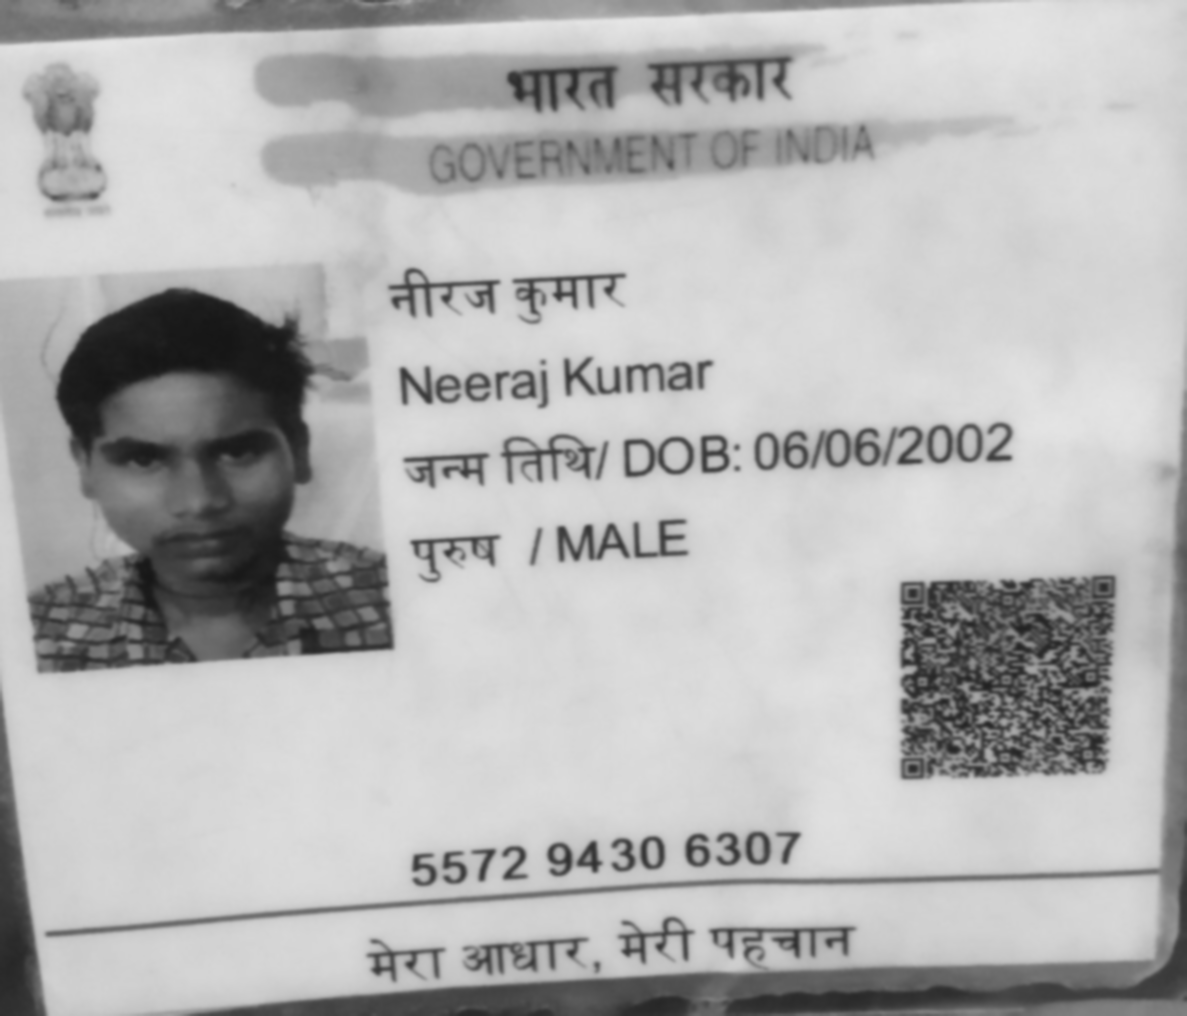 भारत सरकार
GOVERNMENT OF INDIA
नीरज कुमार
Neeraj Kumar
जन्म तिथि/ DOB: 06/06/2002
पुरुष / MALE
5572 9430 6307
मेरा आधार, मेरी पहचान